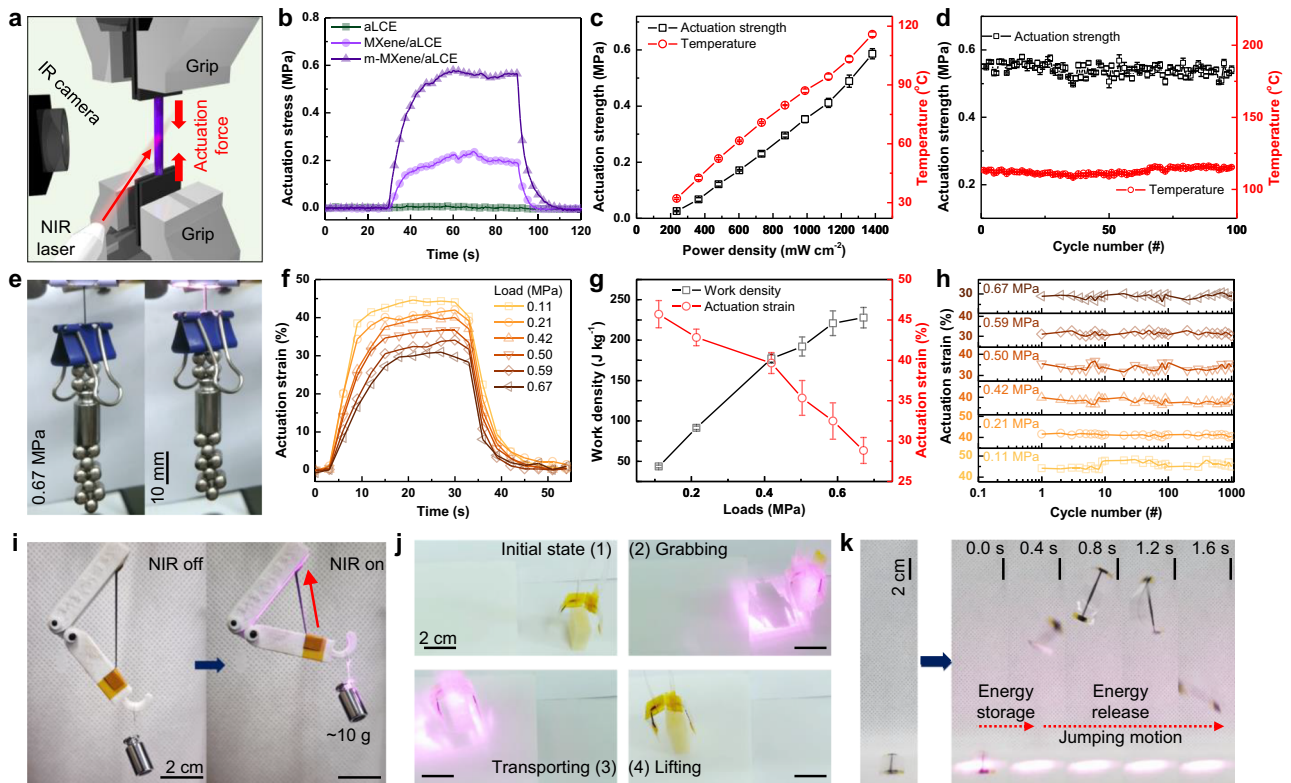 a
IR camera
Grip
Actuation
force
NIR
laser
Grip
b
aLCE
MXene/aLCE
m-MXene/aLCE
Actuation stress (MPa)
0.8
0.6
0.4
0.2
0.0
0 20 40 60 80 100 120
Time (s)
c
Actuation strength
Temperature
Actuation strength (MPa)
0.6
0.4
0.2
0.0
120
90
60
30
Temperature (°C)
200 400 600 800 1000 1200 1400
Power density (mW cm-2)
d
Actuation strength
Temperature
Actuation strength (MPa)
0.6
0.4
0.2
200
150
100
Temperature (°C)
0 50 100
Cycle number (#)
e
0.67 MPa
10 mm
f
Load (MPa)
0.11
0.21
0.42
0.50
0.59
0.67
Actuation strain (%)
50
40
30
20
10
0
0 10 20 30 40 50
Time (s)
g
Work density
Actuation strain
Work density (J kg-1)
250
200
150
100
50
50
45
40
35
30
25
Actuation strain (%)
0.2 0.4 0.6
Loads (MPa)
h
Actuation strain (%)
30
0.67 MPa
40
0.59 MPa
30
40
0.50 MPa
30
40
0.42 MPa
50
0.21 MPa
40
50
0.11 MPa
40
0.1 1 10 100 1000
Cycle number (#)
i
NIR off
NIR on
~10 g
2 cm
j
Initial state (1)
2 cm
(2) Grabbing
Transporting (3)
(4) Lifting
k
2 cm
0.0 s 0.4 s 0.8 s 1.2 s 1.6 s
Energy
storage
Energy
release
Jumping motion